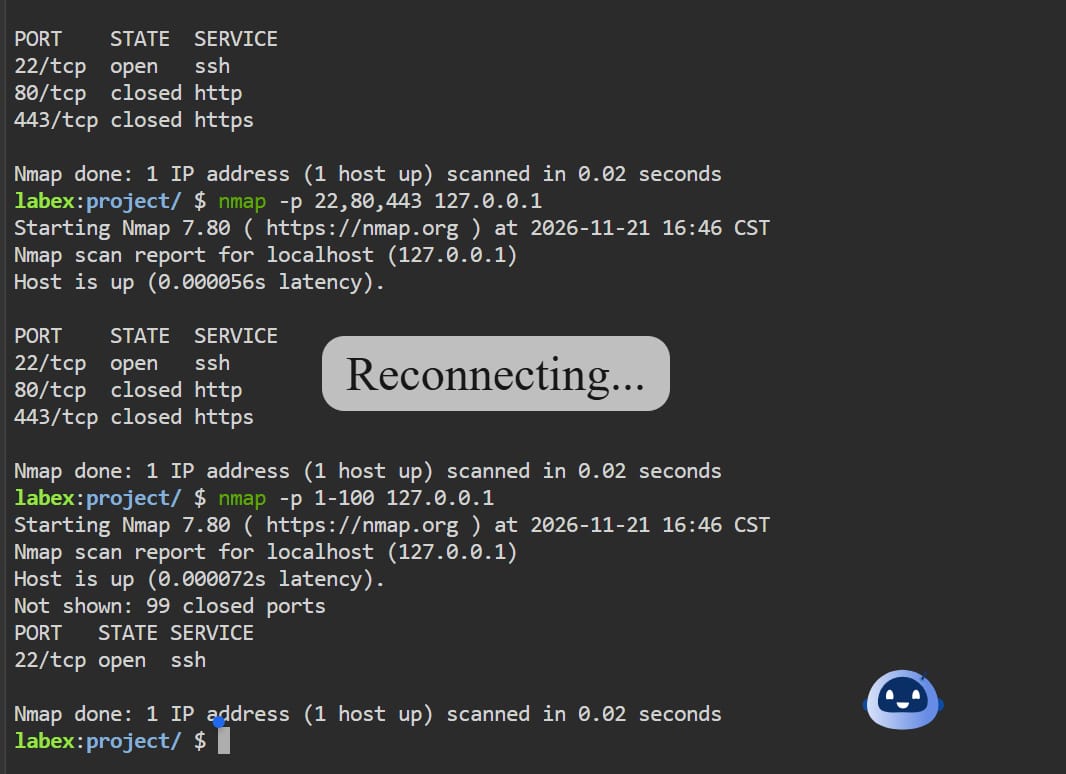 PORT    STATE  SERVICE
22/tcp  open   ssh
80/tcp  closed http
443/tcp closed https
Nmap done: 1 IP address (1 host up) scanned in 0.02 seconds
labex:project/ $ nmap -p 22,80,443 127.0.0.1
Starting Nmap 7.80 ( https://nmap.org ) at 2026-11-21 16:46 CST
Nmap scan report for localhost (127.0.0.1)
Host is up (0.000056s latency).
PORT    STATE  SERVICE
22/tcp  open   ssh
80/tcp  closed http
443/tcp closed https
Reconnecting...
Nmap done: 1 IP address (1 host up) scanned in 0.02 seconds
labex:project/ $ nmap -p 1-100 127.0.0.1
Starting Nmap 7.80 ( https://nmap.org ) at 2026-11-21 16:46 CST
Nmap scan report for localhost (127.0.0.1)
Host is up (0.000072s latency).
Not shown: 99 closed ports
PORT   STATE SERVICE
22/tcp open  ssh
Nmap done: 1 IP address (1 host up) scanned in 0.02 seconds
labex:project/ $